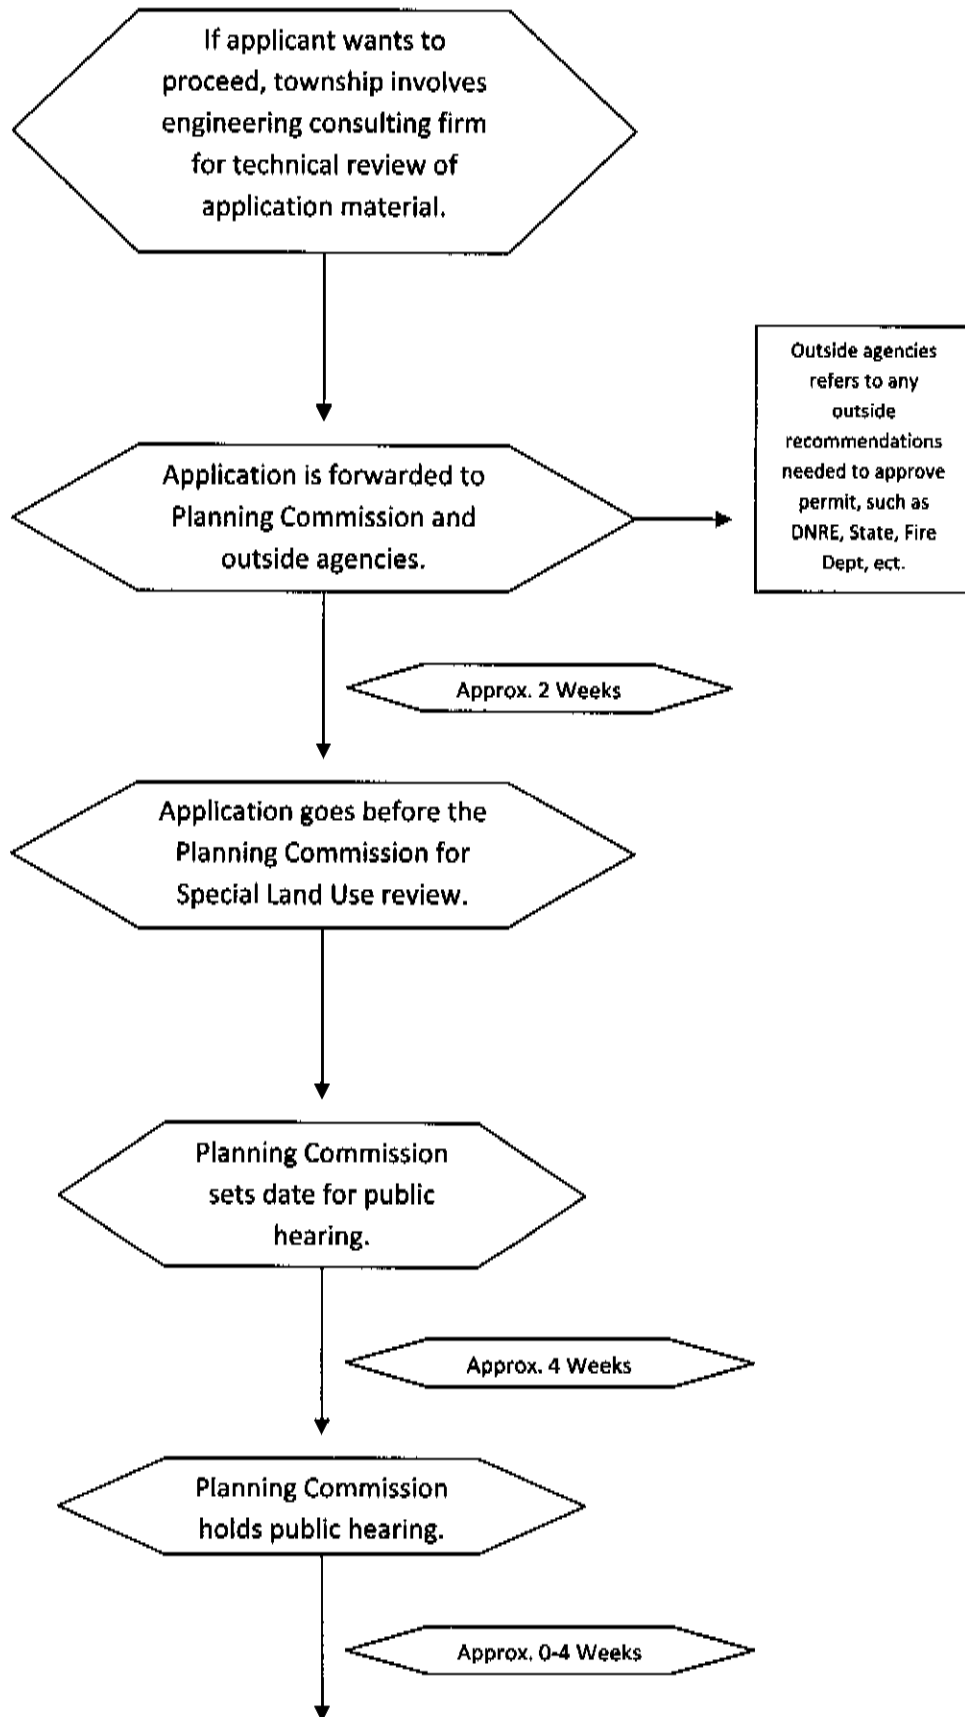 If applicant wants to
proceed, township involves
engineering consulting firm
for technical review of
application material.
Outside agencies
refers to any
outside
recommendations
needed to approve
permit, such as
DNRE, State, Fire
Dept, ect.
Application is forwarded to
Planning Commission and
outside agencies.
Approx. 2 Weeks
Application goes before the
Planning Commission for
Special Land Use review.
Planning Commission
sets date for public
hearing.
Approx. 4 Weeks
Planning Commission
holds public hearing.
Approx. 0-4 Weeks